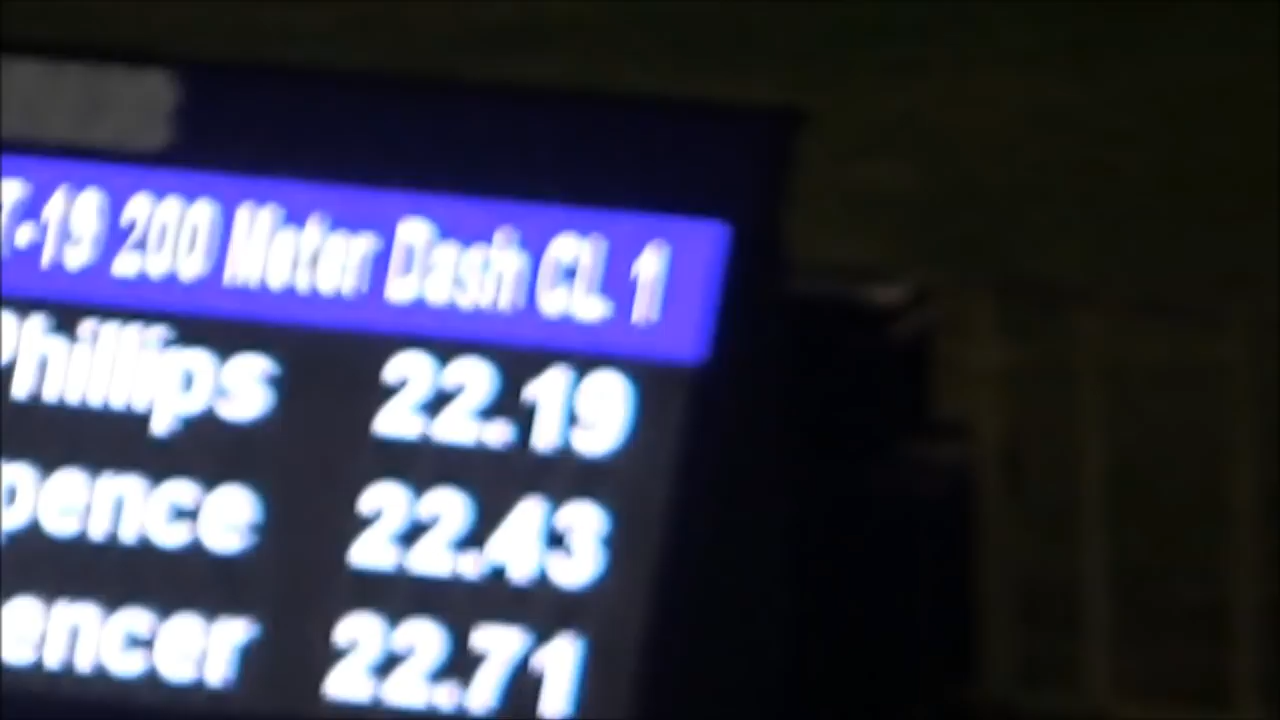 T-19 200 Meter Dash CL 1
Phillips 22.19
pence 22.43
encer 22.71